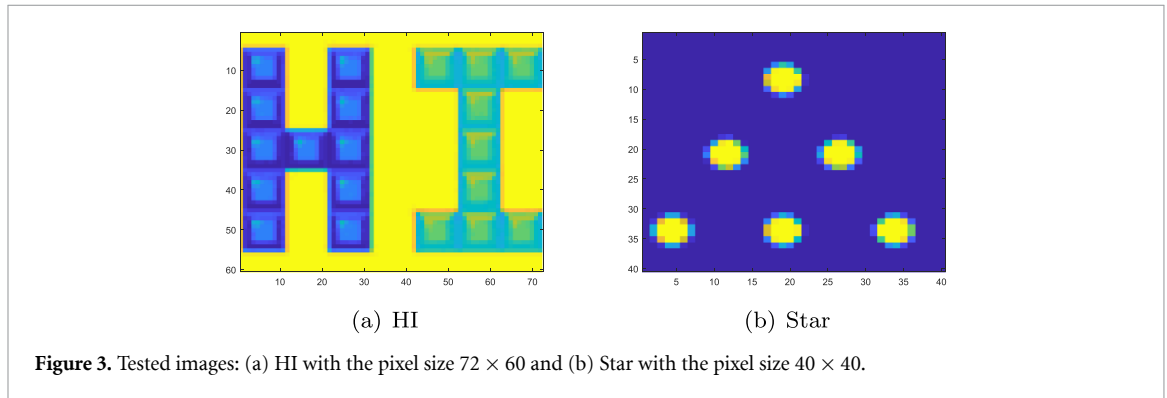 10
20
30
40
50
60
10 20 30 40 50 60 70
5
10
15
20
25
30
35
40
5 10 15 20 25 30 35 40
(a) HI
(b) Star
Figure 3. Tested images: (a) HI with the pixel size 72 × 60 and (b) Star with the pixel size 40 × 40.